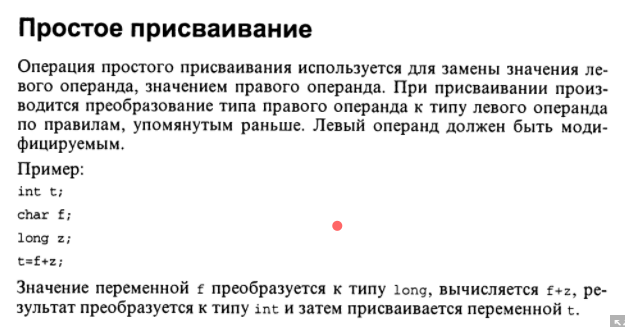 Простое присваивание
Операция простого присваивания используется для замены значения ле-
вого операнда, значением правого операнда. При присваивании произ-
водится преобразование типа правого операнда к типу левого операнда
по правилам, упомянутым раньше. Левый операнд должен быть моди-
фицируемым.
Пример:
int t;
char f;
long z;
t=f+z;
Значение переменной f преобразуется к типу long, вычисляется f+z, ре-
зультат преобразуется к типу int и затем присваивается переменной t.